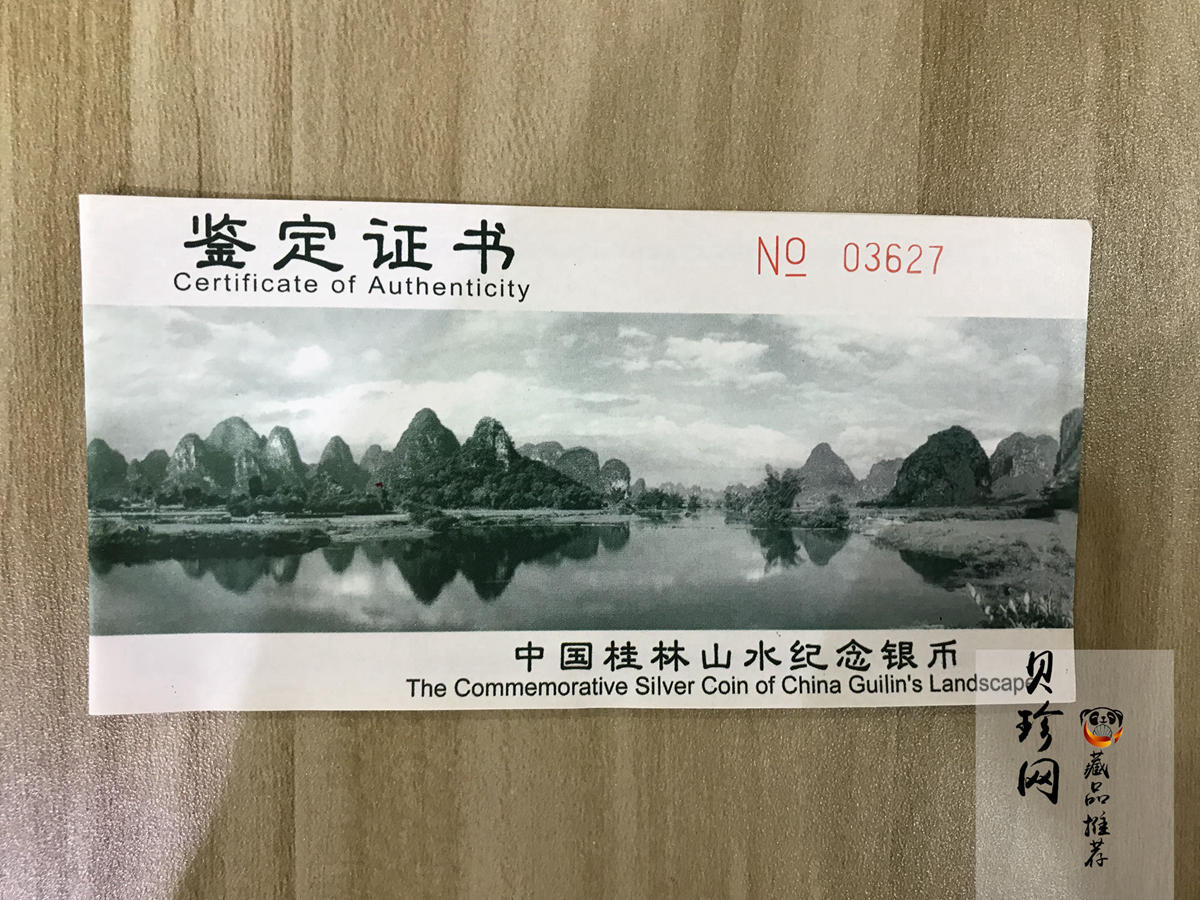 鉴定证书
Certificate of Authenticity
No 03627
中国桂林山水纪念银币
The Commemorative Silver Coin of China Guilin's Landscape
贝珍网
藏品推荐